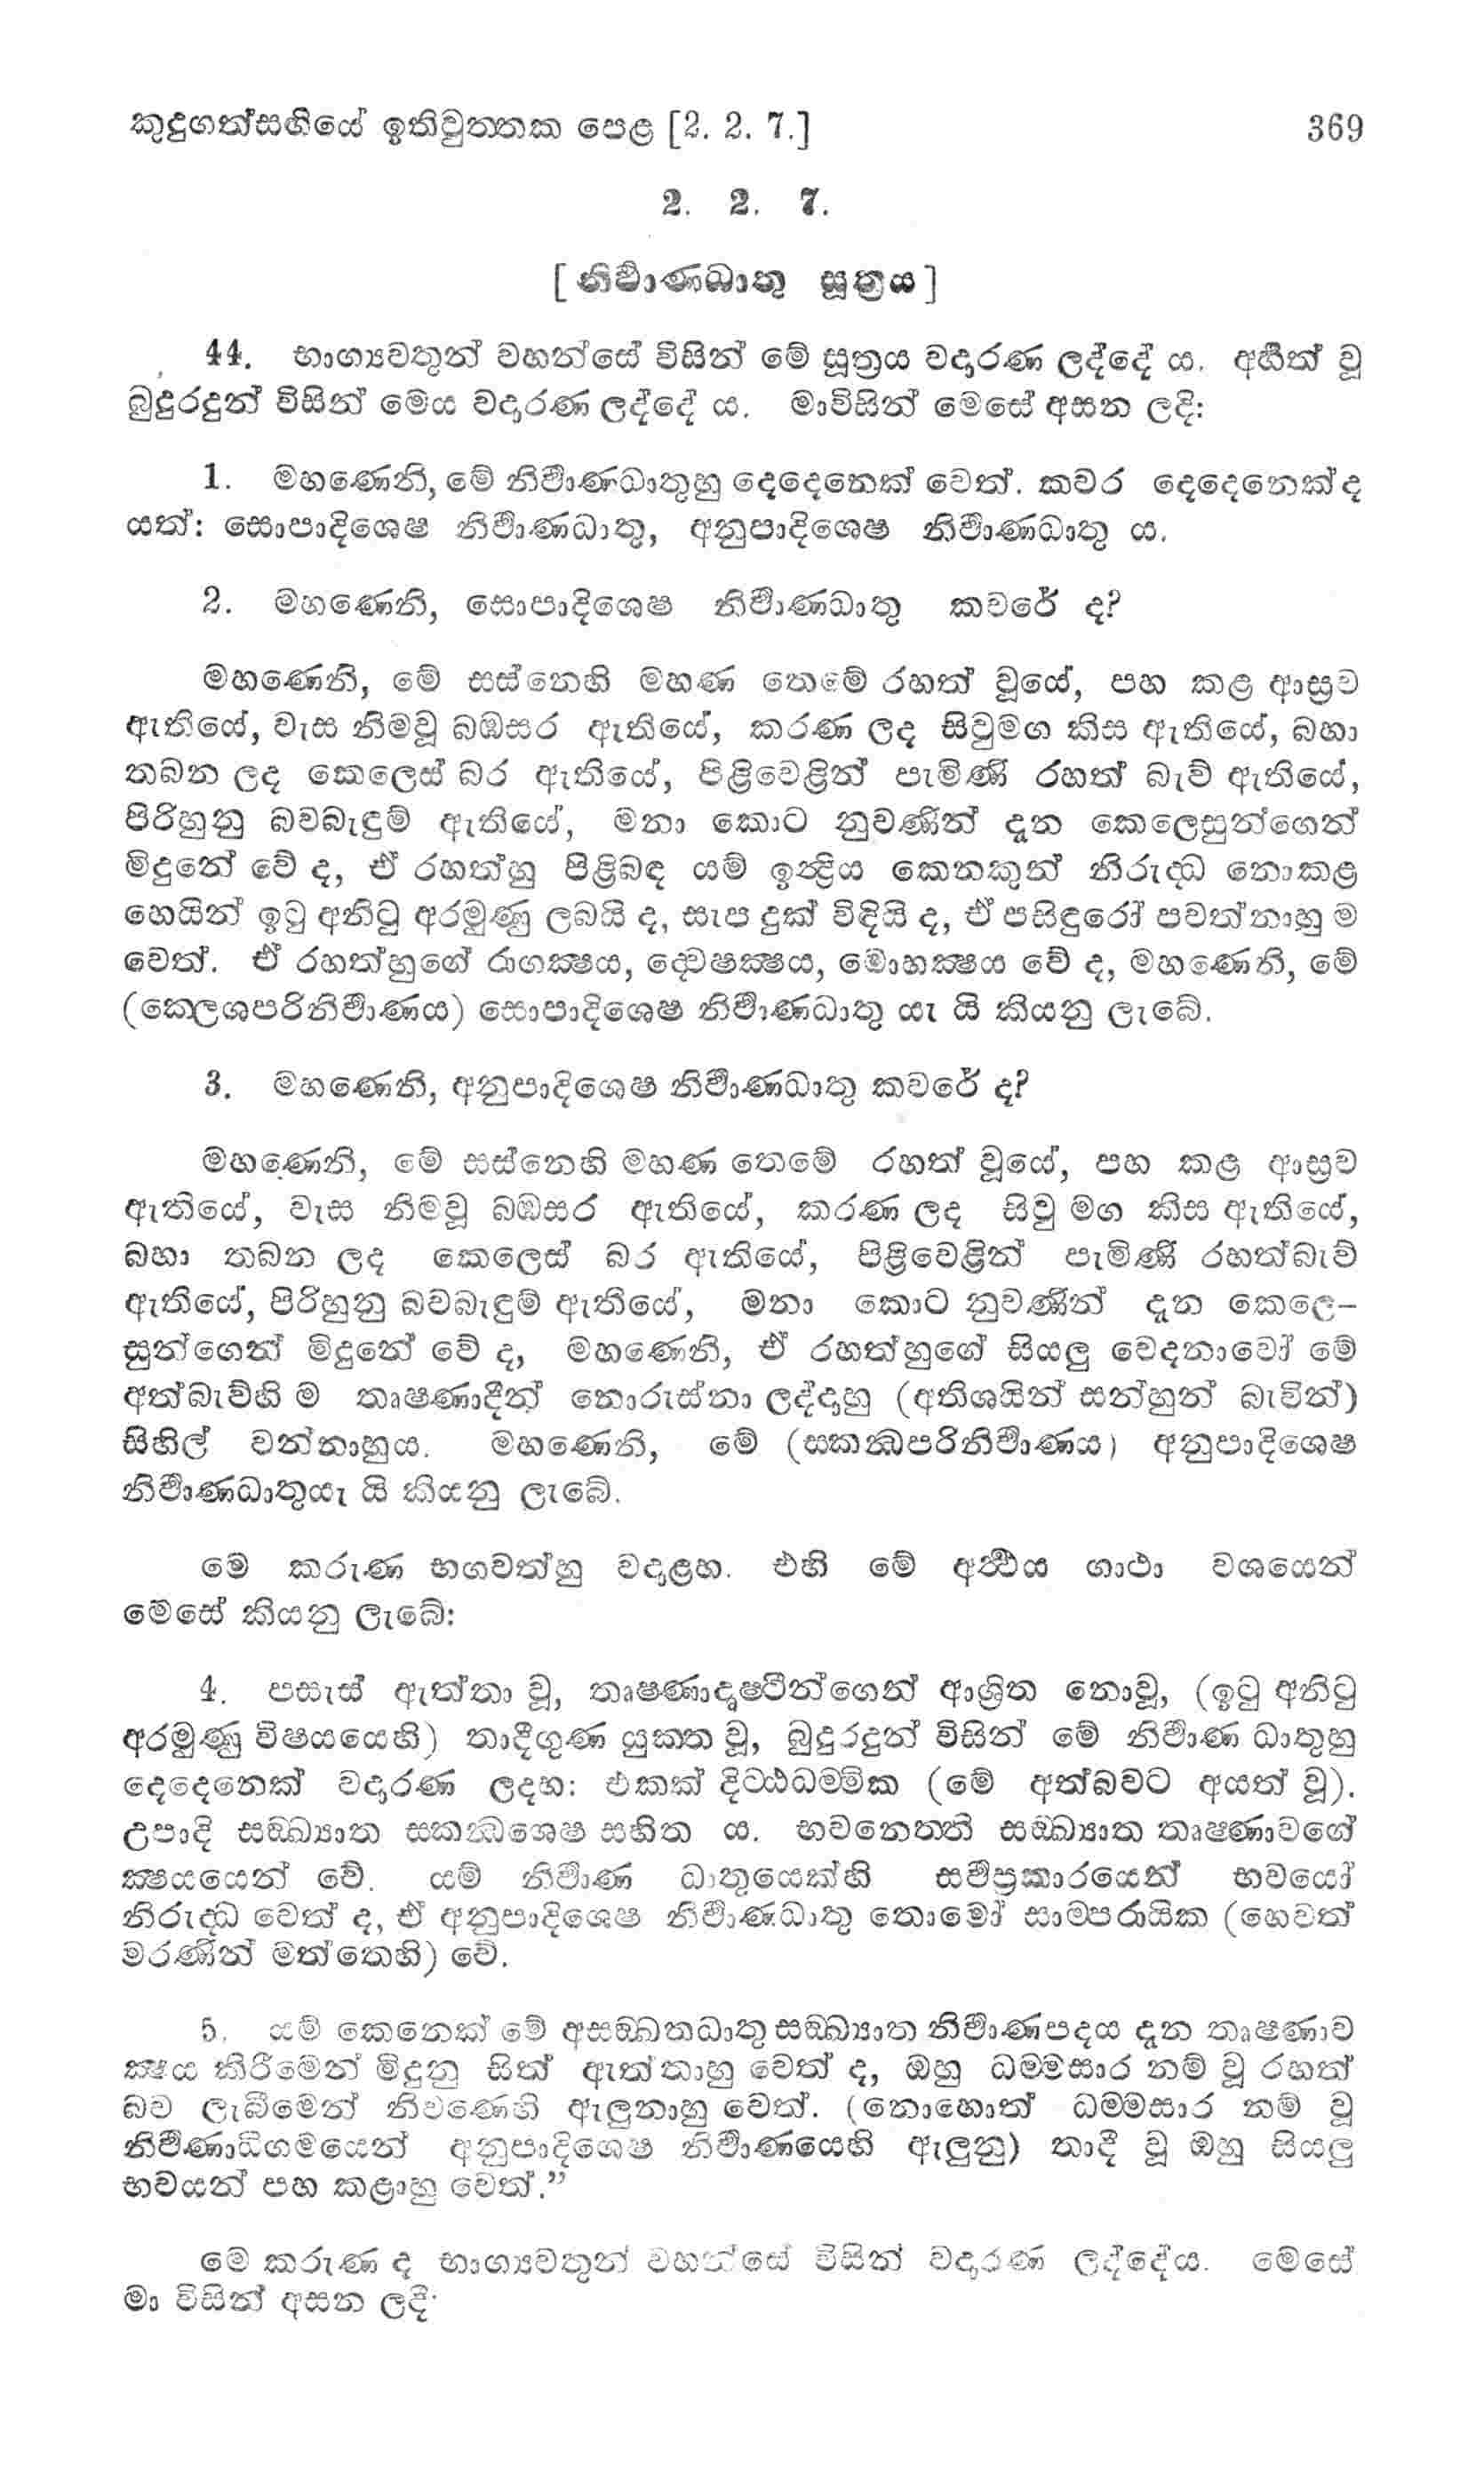 කුදුගත්සඟියේ ඉතිවුත්තක පෙළ [2. 2. 7.] 369
2. 2. 7.
[නිර්‍වාණධාතු සූත්‍රය]
44. භාග්‍යවතුන් වහන්සේ විසින් මේ සූත්‍රය වදාරණ ලද්දේ ය. අර්‍හත් වූ
බුදුරදුන් විසින් මෙය වදාරණ ලද්දේ ය. මාවිසින් මෙසේ අසන ලදි:
1. මහණෙනි, මේ නිර්‍වාණධාතුහු දෙදෙනෙක් වෙත්. කවර දෙදෙනෙක්ද
යත්: සොපාදිශෙෂ නිර්‍වාණධාතු, අනුපාදිශෙෂ නිර්‍වාණධාතු ය.
2. මහණෙනි, සොපාදිශෙෂ නිර්‍වාණධාතු කවරේ ද?
මහණෙනි, මේ සස්නෙහි මහණ තෙමේ රහත් වූයේ, පහ කළ ආස්‍රව
ඇතියේ, වැස නිමවූ බඹසර ඇතියේ, කරණ ලද සිවුමග කිස ඇතියේ, බහා
තබන ලද කෙලෙස් බර ඇතියේ, පිළිවෙළින් පැමිණි රහත් බැව් ඇතියේ,
පිරිහුනු බවබැඳුම් ඇතියේ, මනා කොට නුවණින් දැන කෙලෙසුන්ගෙන්
මිදුනේ වේ ද, ඒ රහත්හු පිළිබඳ යම් ඉන්‍ද්‍රිය කෙනකුන් නිරුද්‍ධ නොකළ
හෙයින් ඉටු අනිටු අරමුණු ලබයි ද, සැප දුක් විඳියි ද, ඒ පසිඳුරෝ පවත්නාහු ම
වෙත්. ඒ රහත්හුගේ රාගක්‍ෂය, ද්‍වේෂක්‍ෂය, මොහක්‍ෂය වේ ද, මහණෙනි, මේ
(ක්‍ලෙශපරිනිර්‍වාණය) සොපාදිශෙෂ නිර්‍වාණධාතු යැ යි කියනු ලැබේ.
3. මහණෙනි, අනුපාදිශෙෂ නිර්‍වාණධාතු කවරේ ද?
මහණෙනි, මේ සස්නෙහි මහණ තෙමේ රහත් වූයේ, පහ කළ ආස්‍රව
ඇතියේ, වැස නිමවූ බඹසර ඇතියේ, කරණ ලද සිවු මග කිස ඇතියේ,
බහා තබන ලද කෙලෙස් බර ඇතියේ, පිළිවෙළින් පැමිණි රහත්බැව්
ඇතියේ, පිරිහුනු බවබැඳුම් ඇතියේ, මනා කොට නුවණින් දැන කෙලෙ-
සුන්ගෙන් මිදුනේ වේ ද, මහණෙනි, ඒ රහත්හුගේ සියලු වේදනාවෝ මේ
අත්බැව්හි ම තෘෂ්ණාදීන් නොරුස්නා ලද්දහු (අතිශයින් සන්හුන් බැවින්)
සිහිල් වන්නාහුය. මහණෙනි, මේ (ස්කන්‍ධපරිනිර්‍වාණය) අනුපාදිශෙෂ
නිර්‍වාණධාතුයැ යි කියනු ලැබේ.
මේ කරුණ භගවත්හු වදාළහ. එහි මේ අර්‍ත්‍ථය ගාථා වශයෙන්
මෙසේ කියනු ලැබේ:
4. පසැස් ඇත්තා වූ, තෘෂ්ණාදෘෂ්ටීන්ගෙන් ආශ්‍රිත නොවූ, (ඉටු අනිටු
අරමුණු විෂයයෙහි) තාදීගුණ යුක්ත වූ, බුදුරදුන් විසින් මේ නිර්‍වාණ ධාතුහු
දෙදෙනෙක් වදාරණ ලදහ: එකක් දිට්ඨධම්මික (මේ අත්බවට අයත් වූ).
උපාදි සඞ්ඛ්‍යාත ස්කන්‍ධශෙෂ සහිත ය. භවනෙත්ති සඞ්ඛ්‍යාත තෘෂ්ණාවගේ
ක්‍ෂයයෙන් වේ. යම් නිර්‍වාණ ධාතුයෙක්හි සර්‍වප්‍රකාරයෙන් භවයෝ
නිරුද්‍ධ වෙත් ද, ඒ අනුපාදිශෙෂ නිර්‍වාණධාතු තොමෝ සාම්පරායික (හෙවත්
මරණින් මත්තෙහි) වේ.
5. යම් කෙනෙක් මේ අසඞ්ඛතධාතු සඞ්ඛ්‍යාත නිර්‍වාණපදය දැන තෘෂ්ණාව
ක්‍ෂය කිරීමෙන් මිදුනු සිත් ඇත්තාහු වෙත් ද, ඔහු ධම්මසාර නම් වූ රහත්
බව ලැබීමෙන් නිවණෙහි ඇලුනාහු වෙත්. (නොහොත් ධම්මසාර නම් වූ
නිර්‍වණාධිගමයෙන් අනුපාදිශෙෂ නිර්‍වාණයෙහි ඇලුනු) තාදී වූ ඔහු සියලු
භවයන් පහ කළාහු වෙත්.”
මේ කරුණ ද භාග්‍යවතුන් වහන්සේ විසින් වදාරණ ලද්දේය. මෙසේ
මා විසින් අසන ලදී.